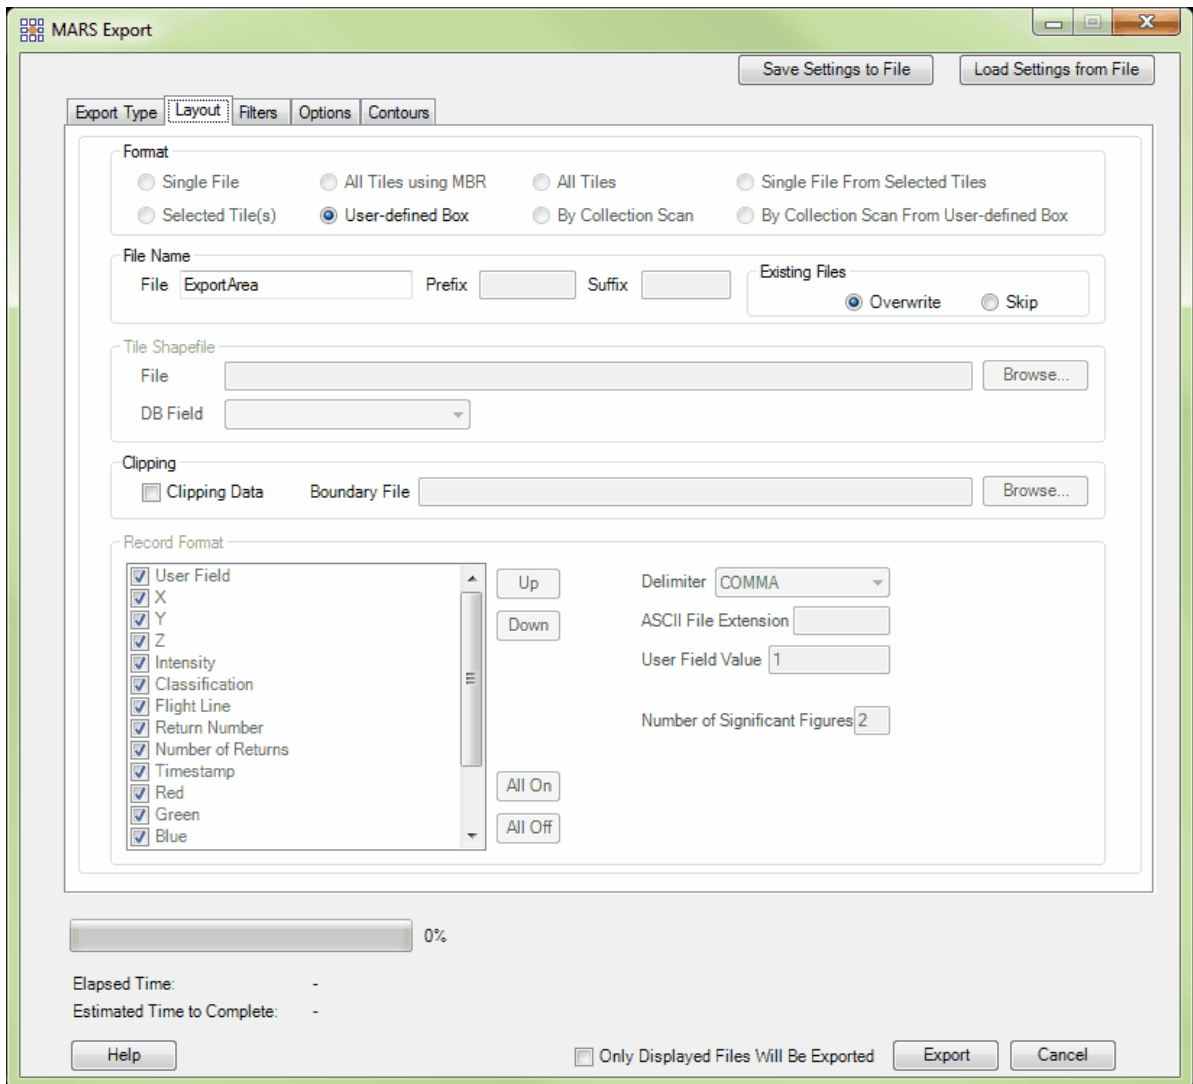 MARS Export
Save Settings to File Load Settings from File
Export Type Layout Filters Options Contours
Format
Single File All Tiles using MBR All Tiles Single File From Selected Tiles
Selected Tile(s) User-defined Box By Collection Scan By Collection Scan From User-defined Box
File Name
File ExportArea Prefix Suffix
Existing Files
Overwrite Skip
Tile Shapefile
File Browse...
DB Field
Clipping
Clipping Data Boundary File Browse...
Record Format
User Field
X
Y
Z
Intensity
Classification
Flight Line
Return Number
Number of Returns
Timestamp
Red
Green
Blue
Up
Down
All On
All Off
Delimiter COMMA
ASCII File Extension
User Field Value 1
Number of Significant Figures 2
0%
Elapsed Time: -
Estimated Time to Complete: -
Help Only Displayed Files Will Be Exported Export Cancel